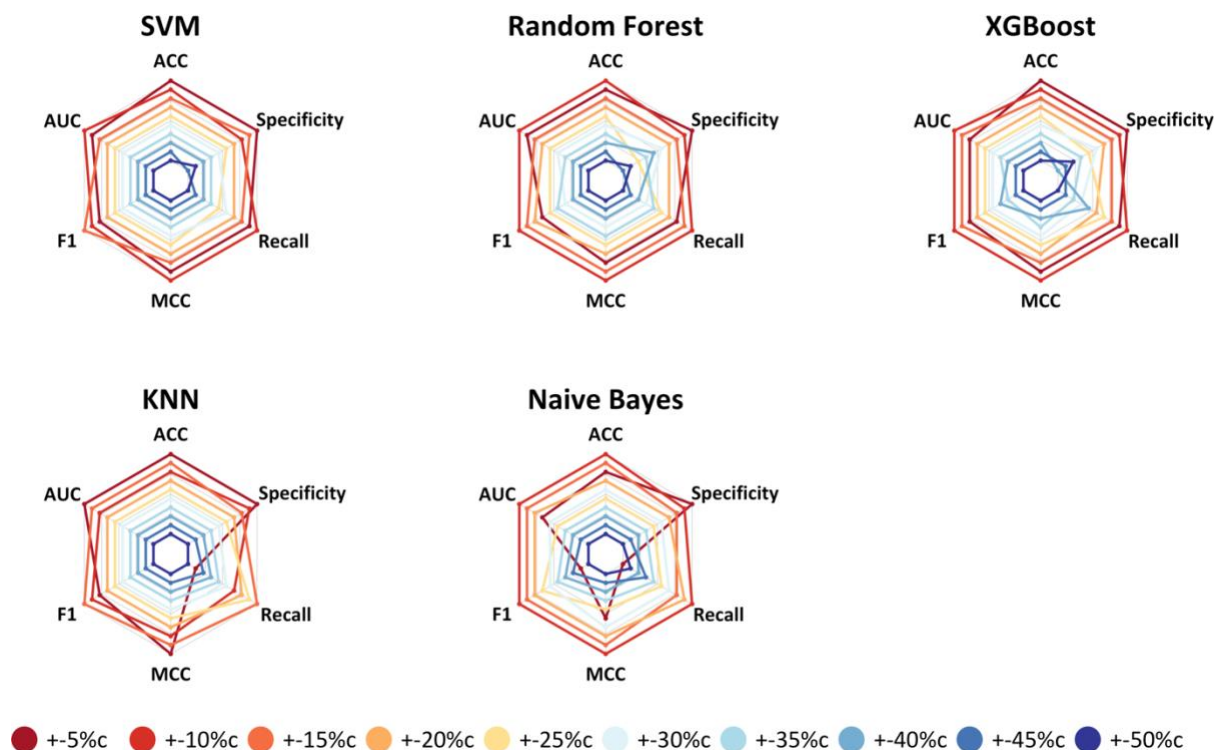 SVM Random Forest XGBoost
ACC ACC ACC
AUC Specificity AUC Specificity AUC Specificity
F1 Recall F1 Recall F1 Recall
MCC MCC MCC
KNN Naive Bayes
ACC ACC
AUC Specificity AUC Specificity
F1 Recall F1 Recall
MCC MCC
+-5%c +-10%c +-15%c +-20%c +-25%c +-30%c +-35%c +-40%c +-45%c +-50%c